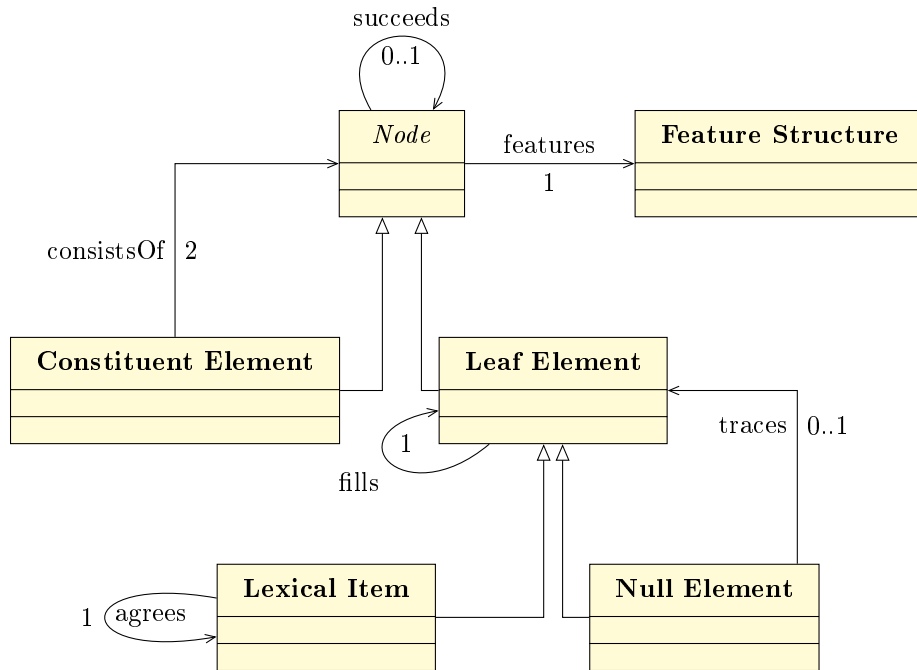 succeeds
0..1
Node
Feature Structure
features
1
consistsOf
2
Constituent Element
Leaf Element
traces
0..1
1
fills
Lexical Item
Null Element
1
agrees